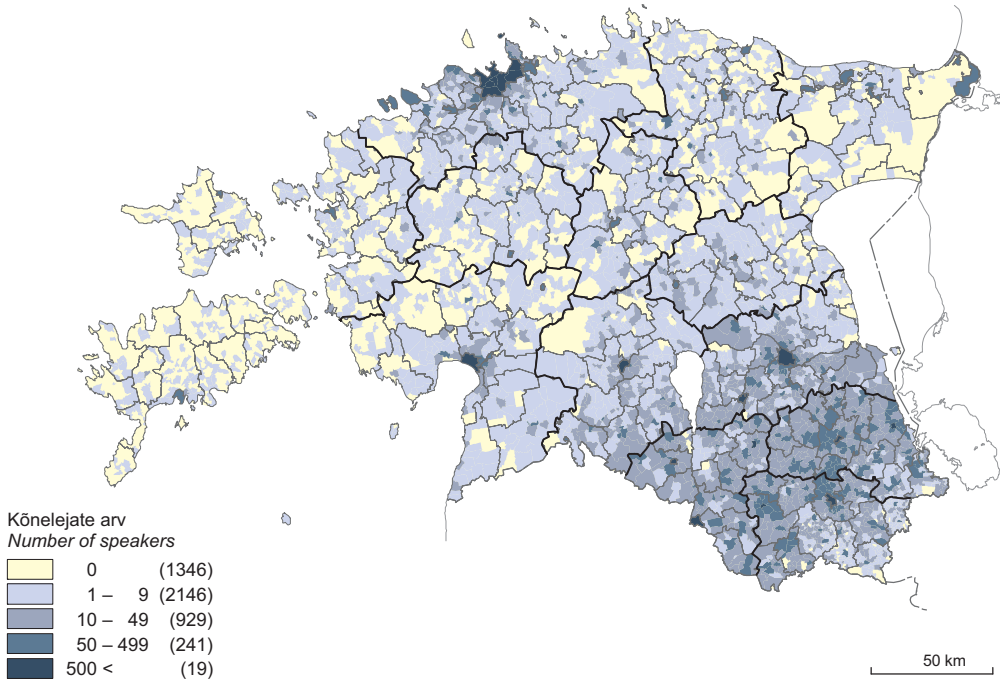 Kõnelejate arv
Number of speakers
0 (1346)
1 – 9 (2146)
10 – 49 (929)
50 – 499 (241)
500 < (19)
50 km